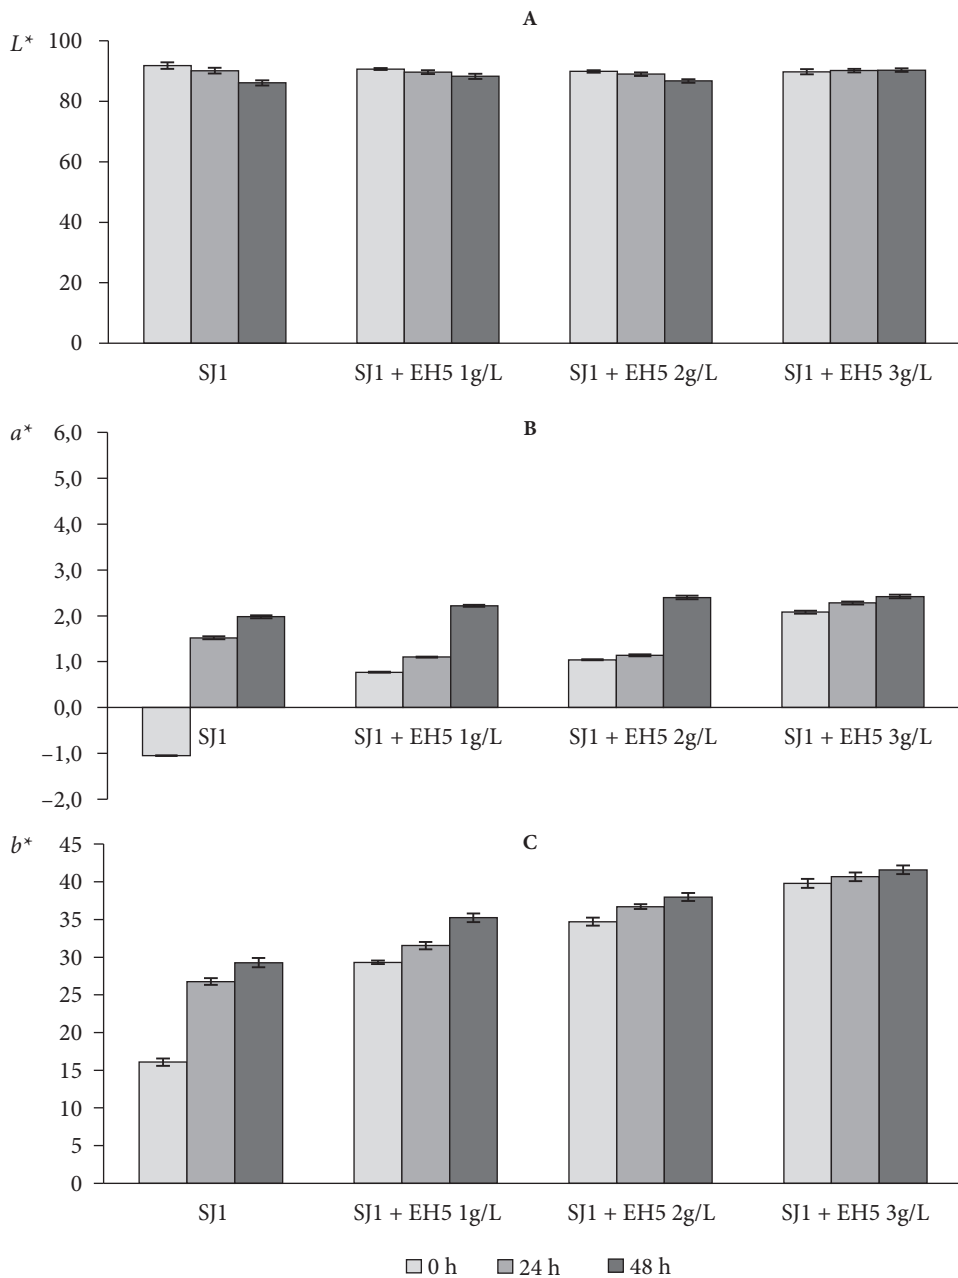 A
L*
100
80
60
40
20
0
SJ1 SJ1 + EH5 1g/L SJ1 + EH5 2g/L SJ1 + EH5 3g/L
B
a*
6,0
5,0
4,0
3,0
2,0
1,0
0,0
SJ1 SJ1 + EH5 1g/L SJ1 + EH5 2g/L SJ1 + EH5 3g/L
–1,0
–2,0
C
b*
45
40
35
30
25
20
15
10
5
0
SJ1 SJ1 + EH5 1g/L SJ1 + EH5 2g/L SJ1 + EH5 3g/L
0 h 24 h 48 h